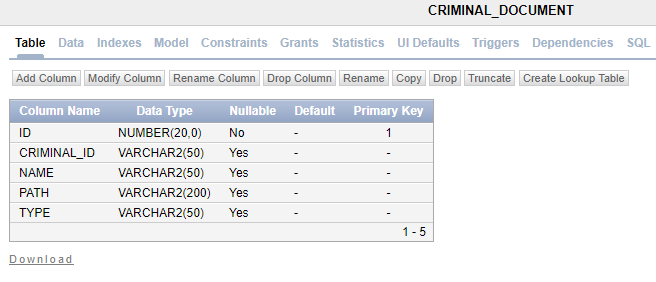 CRIMINAL_DOCUMENT
Table Data Indexes Model Constraints Grants Statistics UI Defaults Triggers Dependencies SQL
Add Column Modify Column Rename Column Drop Column Rename Copy Drop Truncate Create Lookup Table
Column Name Data Type Nullable Default Primary Key
ID NUMBER(20,0) No - 1
CRIMINAL_ID VARCHAR2(50) Yes - -
NAME VARCHAR2(50) Yes - -
PATH VARCHAR2(200) Yes - -
TYPE VARCHAR2(50) Yes - -
1 - 5
Download